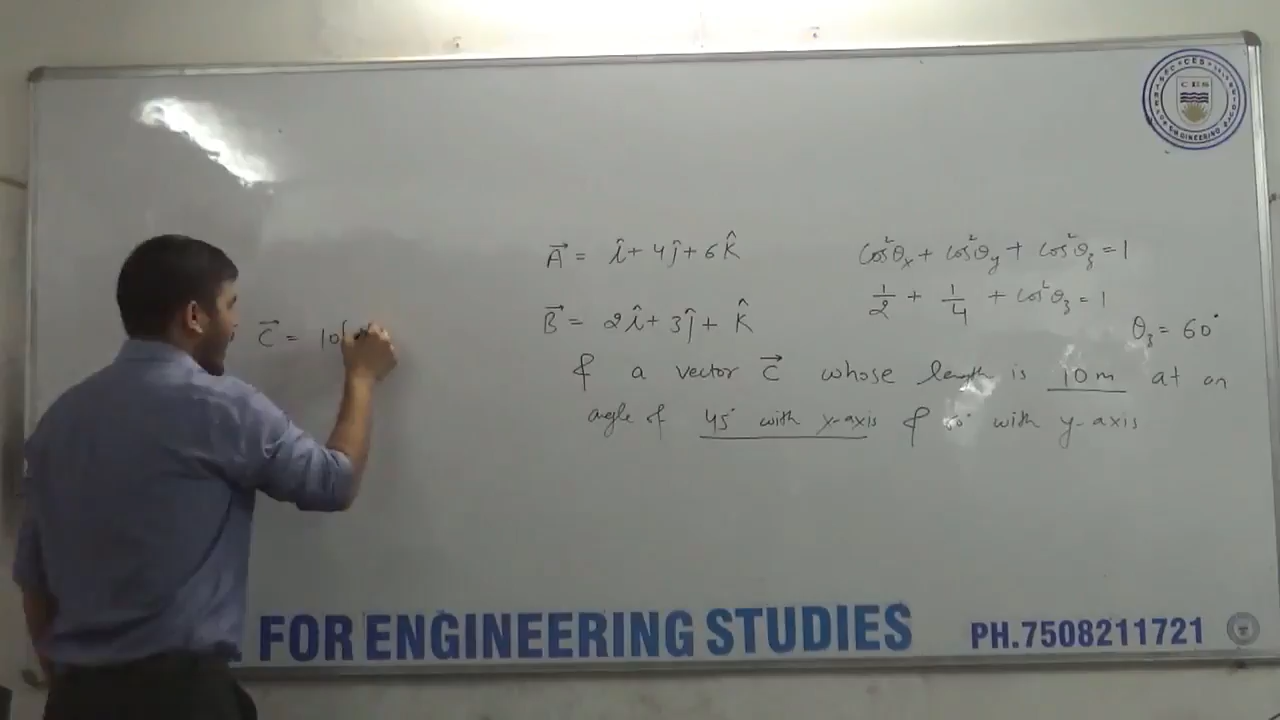 CES
A⃗ = î + 4ĵ + 6k̂
cos²θx + cos²θy + cos²θz = 1
B⃗ = 2î + 3ĵ + k̂
1/2 + 1/4 + cos²θz = 1
θz = 60°
C⃗ = 10[
& a vector C⃗ whose length is 10 m at an
angle of 45° with x-axis & 60° with y-axis
FOR ENGINEERING STUDIES
PH.7508211721